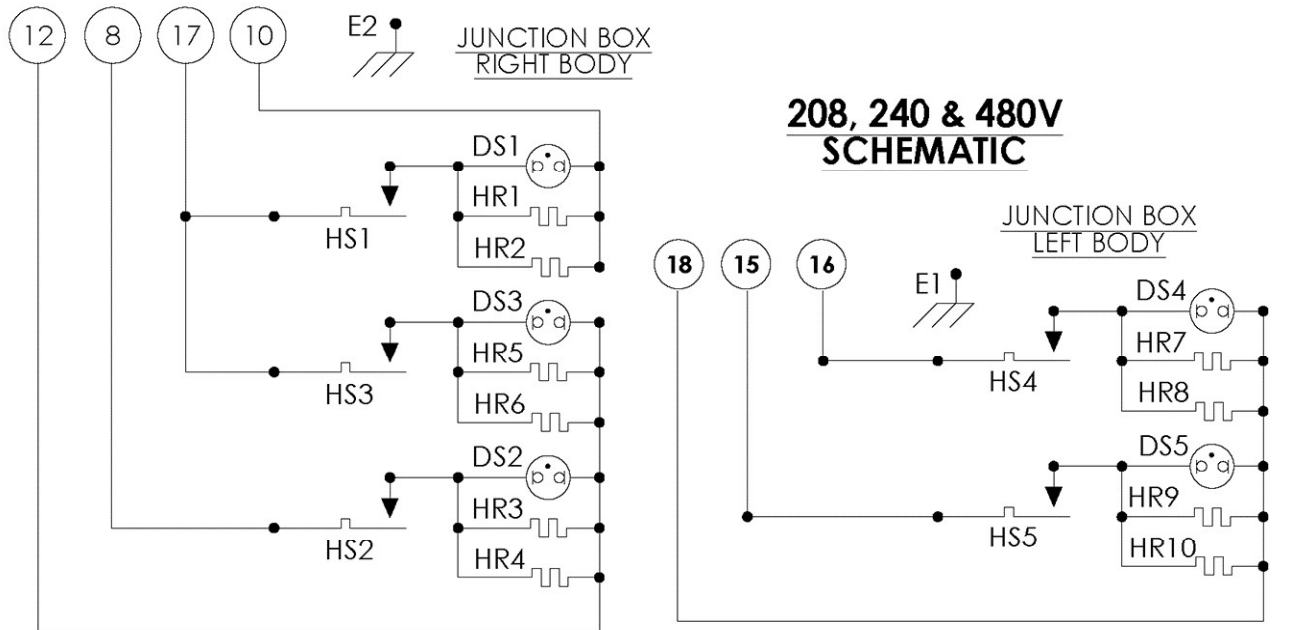 12
8
17
10
E2
JUNCTION BOX
RIGHT BODY
208, 240 & 480V
SCHEMATIC
DS1
HR1
HS1
HR2
DS3
HR5
HS3
HR6
DS2
HR3
HS2
HR4
JUNCTION BOX
LEFT BODY
18
15
16
E1
DS4
HR7
HS4
HR8
DS5
HR9
HS5
HR10